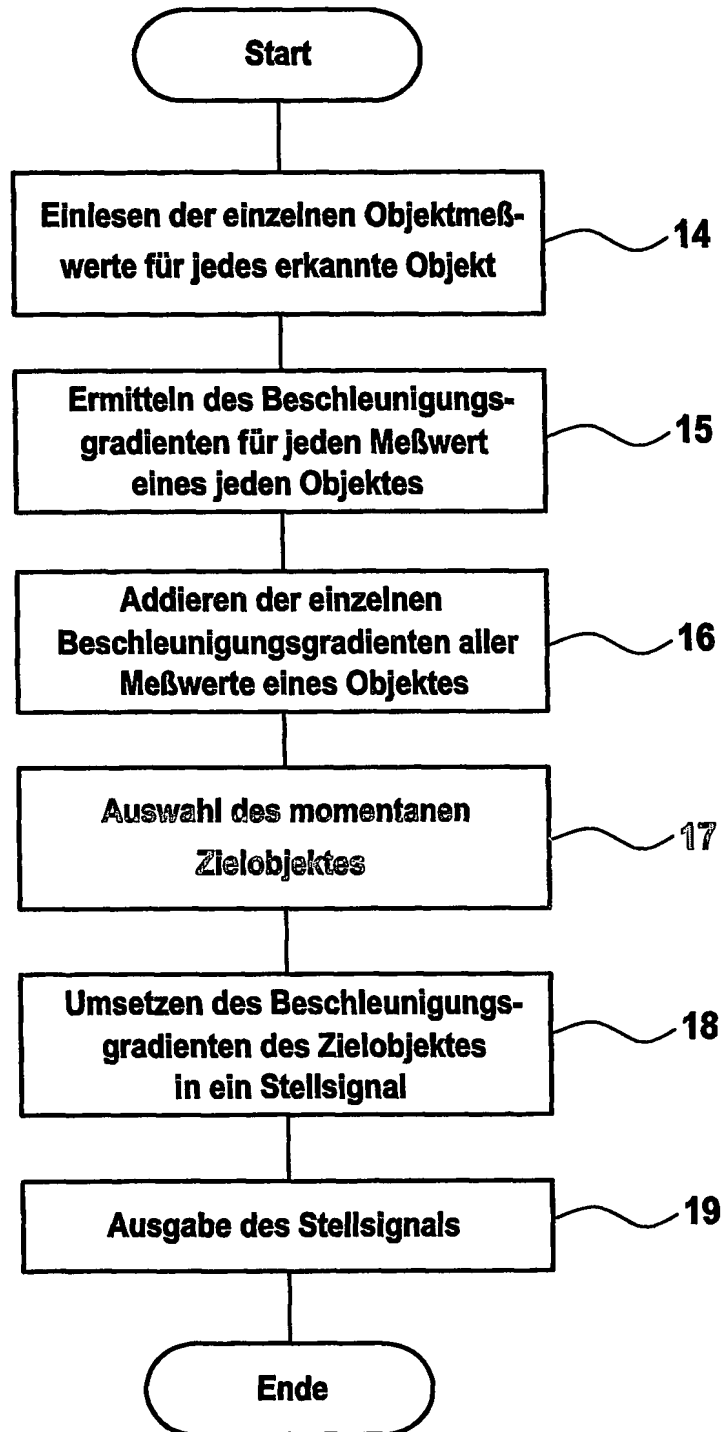 Start
Einlesen der einzelnen Objektmeß-
werte für jedes erkannte Objekt
14
Ermitteln des Beschleunigungs-
gradienten für jeden Meßwert
eines jeden Objektes
15
Addieren der einzelnen
Beschleunigungsgradienten aller
Meßwerte eines Objektes
16
Auswahl des momentanen
Zielobjektes
17
Umsetzen des Beschleunigungs-
gradienten des Zielobjektes
in ein Stellsignal
18
Ausgabe des Stellsignals
19
Ende